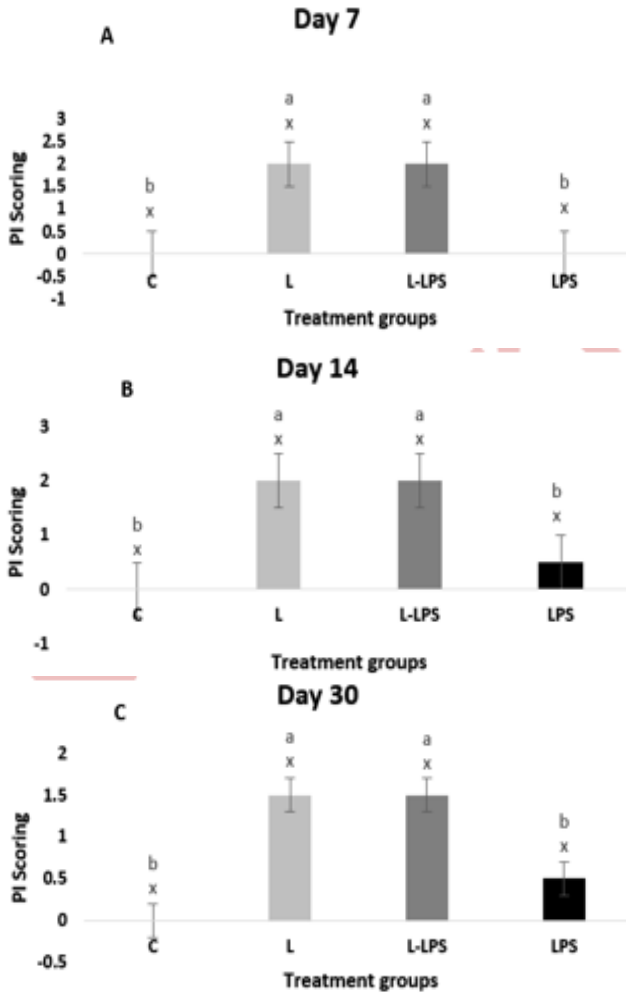 Day 7
A
a a
3 x x
2.5
b b
2
x x
1.5
1
0.5
0
-0.5 C L L-LPS LPS
-1
PI Scoring
Treatment groups
Day 14
B
a a
3 x x
b b
2
x x
1
0
C L L-LPS LPS
-1
PI Scoring
Treatment groups
Day 30
C
a a
2 x x
1.5
b b
x x
1
0.5
0
C L L-LPS LPS
-0.5
PI Scoring
Treatment groups